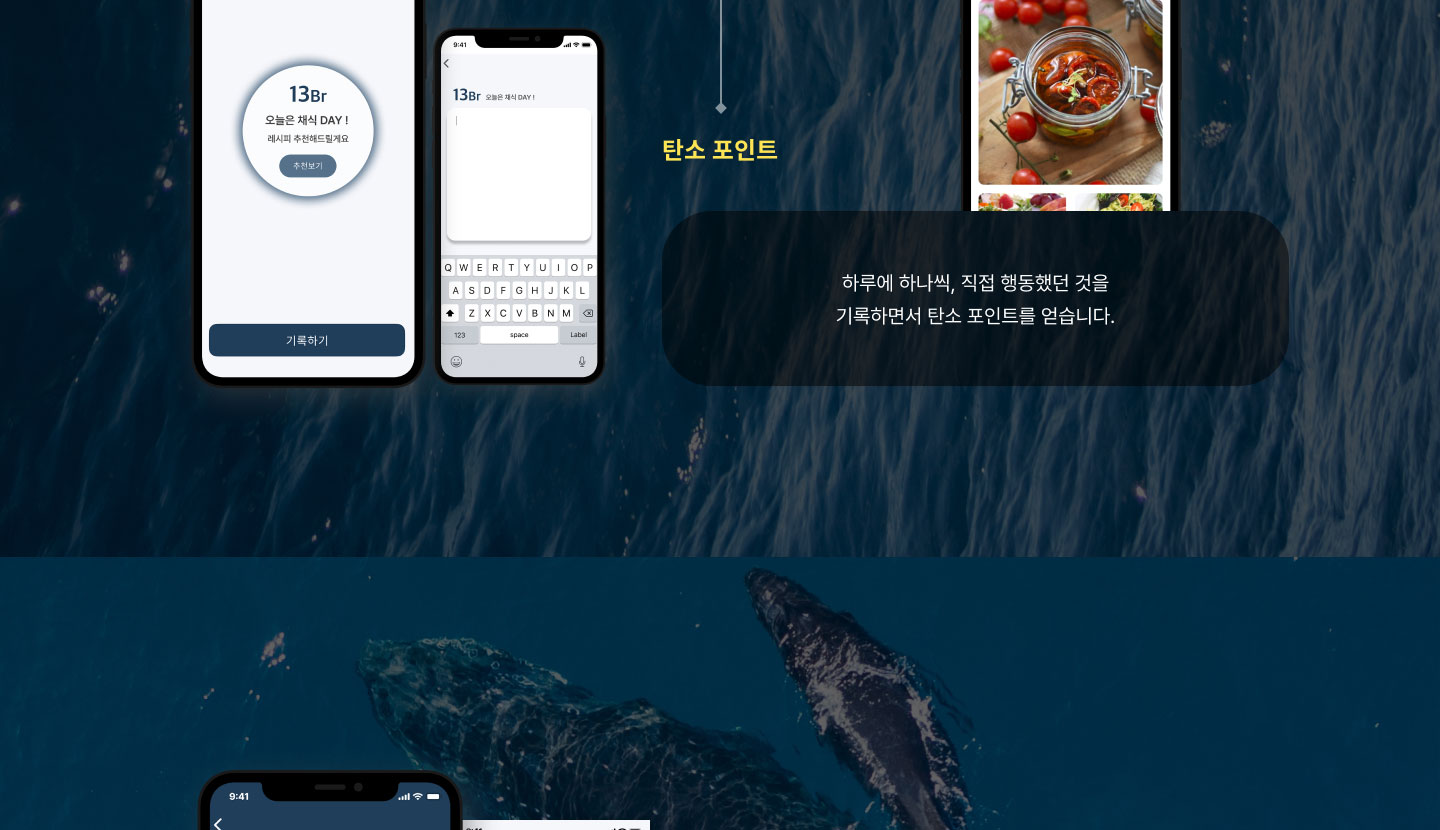 13Br
오늘은 채식 DAY !
레시피 추천해드릴게요
추천보기
기록하기
9:41
13Br 오늘은 채식 DAY !
Q W E R T Y U I O P
A S D F G H J K L
Z X C V B N M
123 space Label
탄소 포인트
하루에 하나씩, 직접 행동했던 것을
기록하면서 탄소 포인트를 얻습니다.
9:41